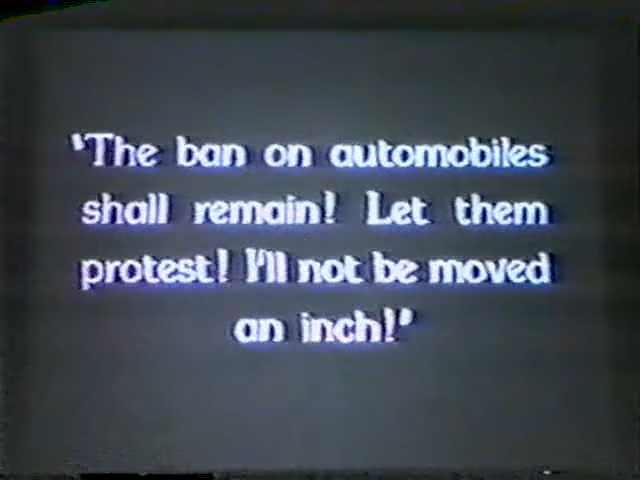 'The ban on automobiles
shall remain! Let them
protest! I'll not be moved
an inch!'